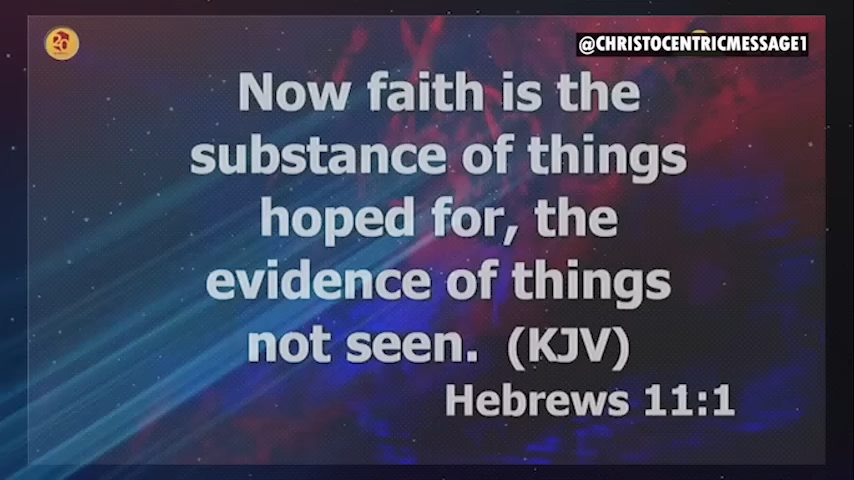 20
@CHRISTOCENTRICMESSAGE1
Now faith is the
substance of things
hoped for, the
evidence of things
not seen. (KJV)
Hebrews 11:1